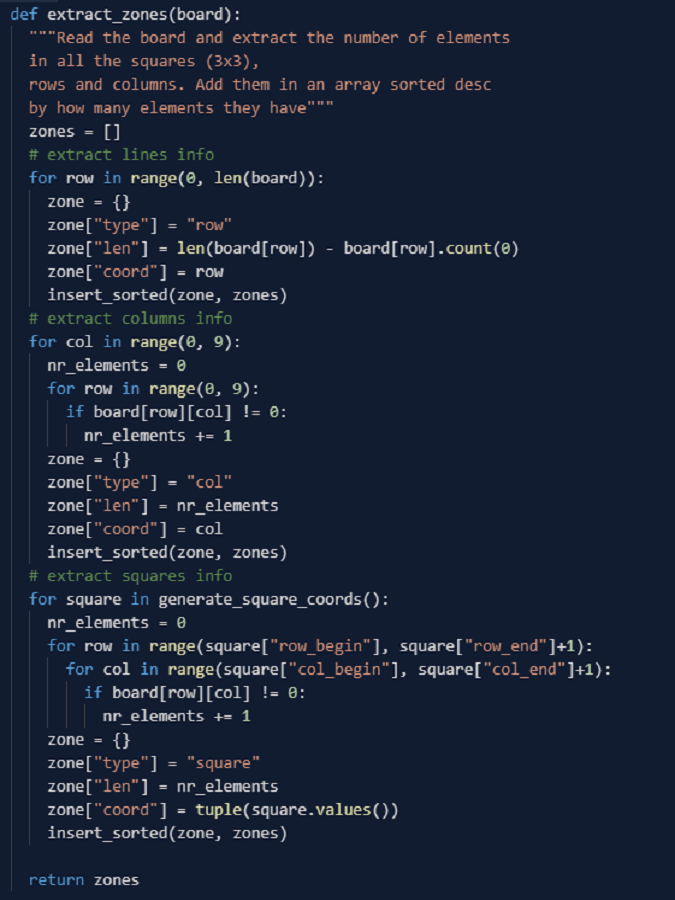 def extract_zones(board):
  """Read the board and extract the number of elements
  in all the squares (3x3),
  rows and columns. Add them in an array sorted desc
  by how many elements they have"""
  zones = []
  # extract lines info
  for row in range(0, len(board)):
    zone = {}
    zone["type"] = "row"
    zone["len"] = len(board[row]) - board[row].count(0)
    zone["coord"] = row
    insert_sorted(zone, zones)
  # extract columns info
  for col in range(0, 9):
    nr_elements = 0
    for row in range(0, 9):
      if board[row][col] != 0:
        nr_elements += 1
    zone = {}
    zone["type"] = "col"
    zone["len"] = nr_elements
    zone["coord"] = col
    insert_sorted(zone, zones)
  # extract squares info
  for square in generate_square_coords():
    nr_elements = 0
    for row in range(square["row_begin"], square["row_end"]+1):
      for col in range(square["col_begin"], square["col_end"]+1):
        if board[row][col] != 0:
          nr_elements += 1
    zone = {}
    zone["type"] = "square"
    zone["len"] = nr_elements
    zone["coord"] = tuple(square.values())
    insert_sorted(zone, zones)

  return zones